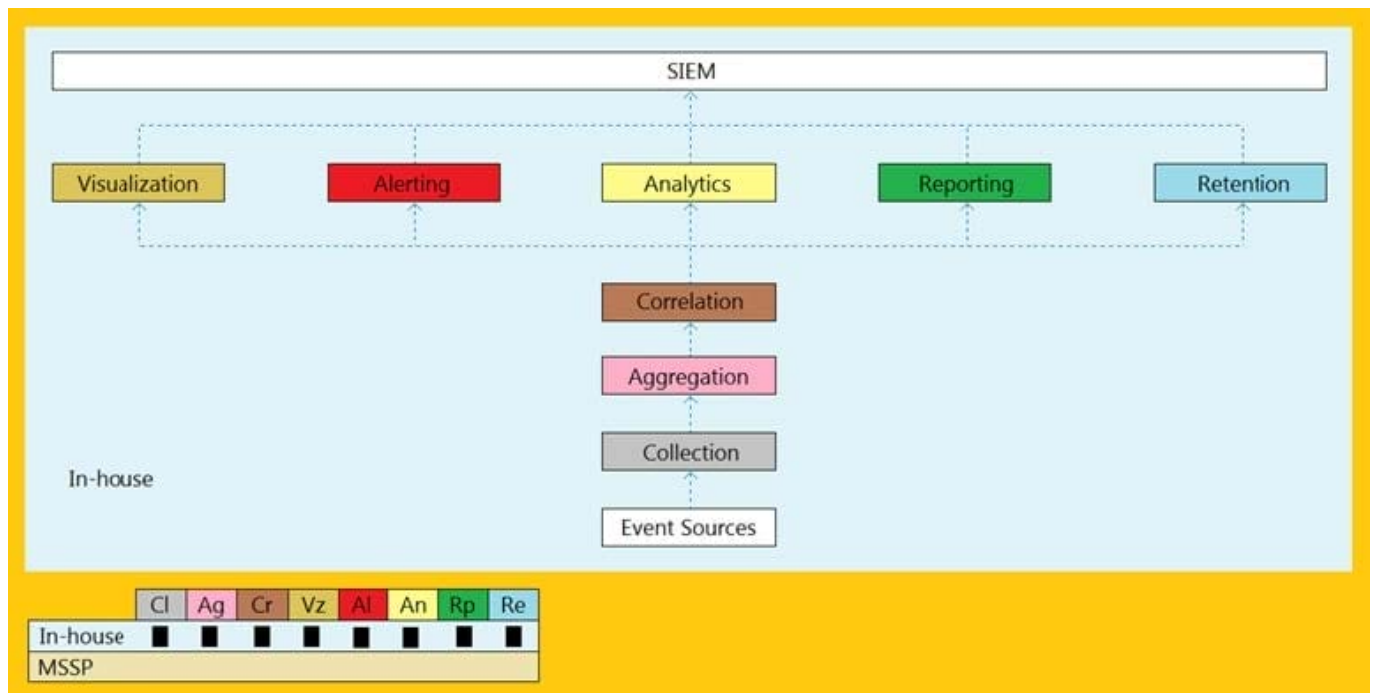 SIEM
Visualization Alerting Analytics Reporting Retention
Correlation
Aggregation
Collection
In-house
Event Sources
Cl Ag Cr Vz Al An Rp Re
In-house
MSSP